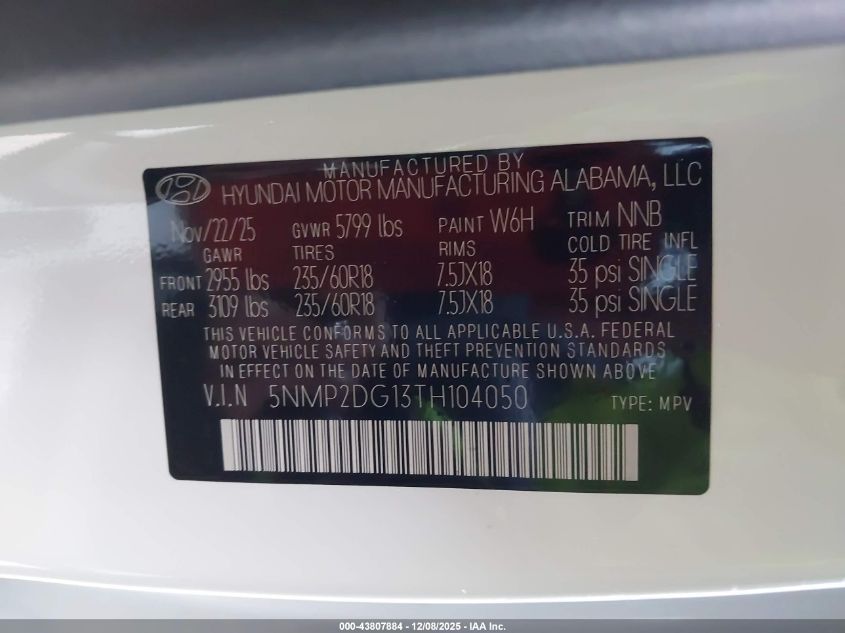 MANUFACTURED BY
HYUNDAI MOTOR MANUFACTURING ALABAMA, LLC
Nov/22/25 GVWR 5799 lbs PAINT W6H TRIM NNB
GAWR TIRES RIMS COLD TIRE INFL
FRONT 2955 lbs 235/60R18 7.5JX18 35 psi SINGLE
REAR 3109 lbs 235/60R18 7.5JX18 35 psi SINGLE
THIS VEHICLE CONFORMS TO ALL APPLICABLE U.S.A. FEDERAL
MOTOR VEHICLE SAFETY AND THEFT PREVENTION STANDARDS
IN EFFECT ON THE DATE OF MANUFACTURE SHOWN ABOVE
V.I.N 5NMP2DG13TH104050 TYPE: MPV
000-43807884 - 12/08/2025 - IAA Inc.